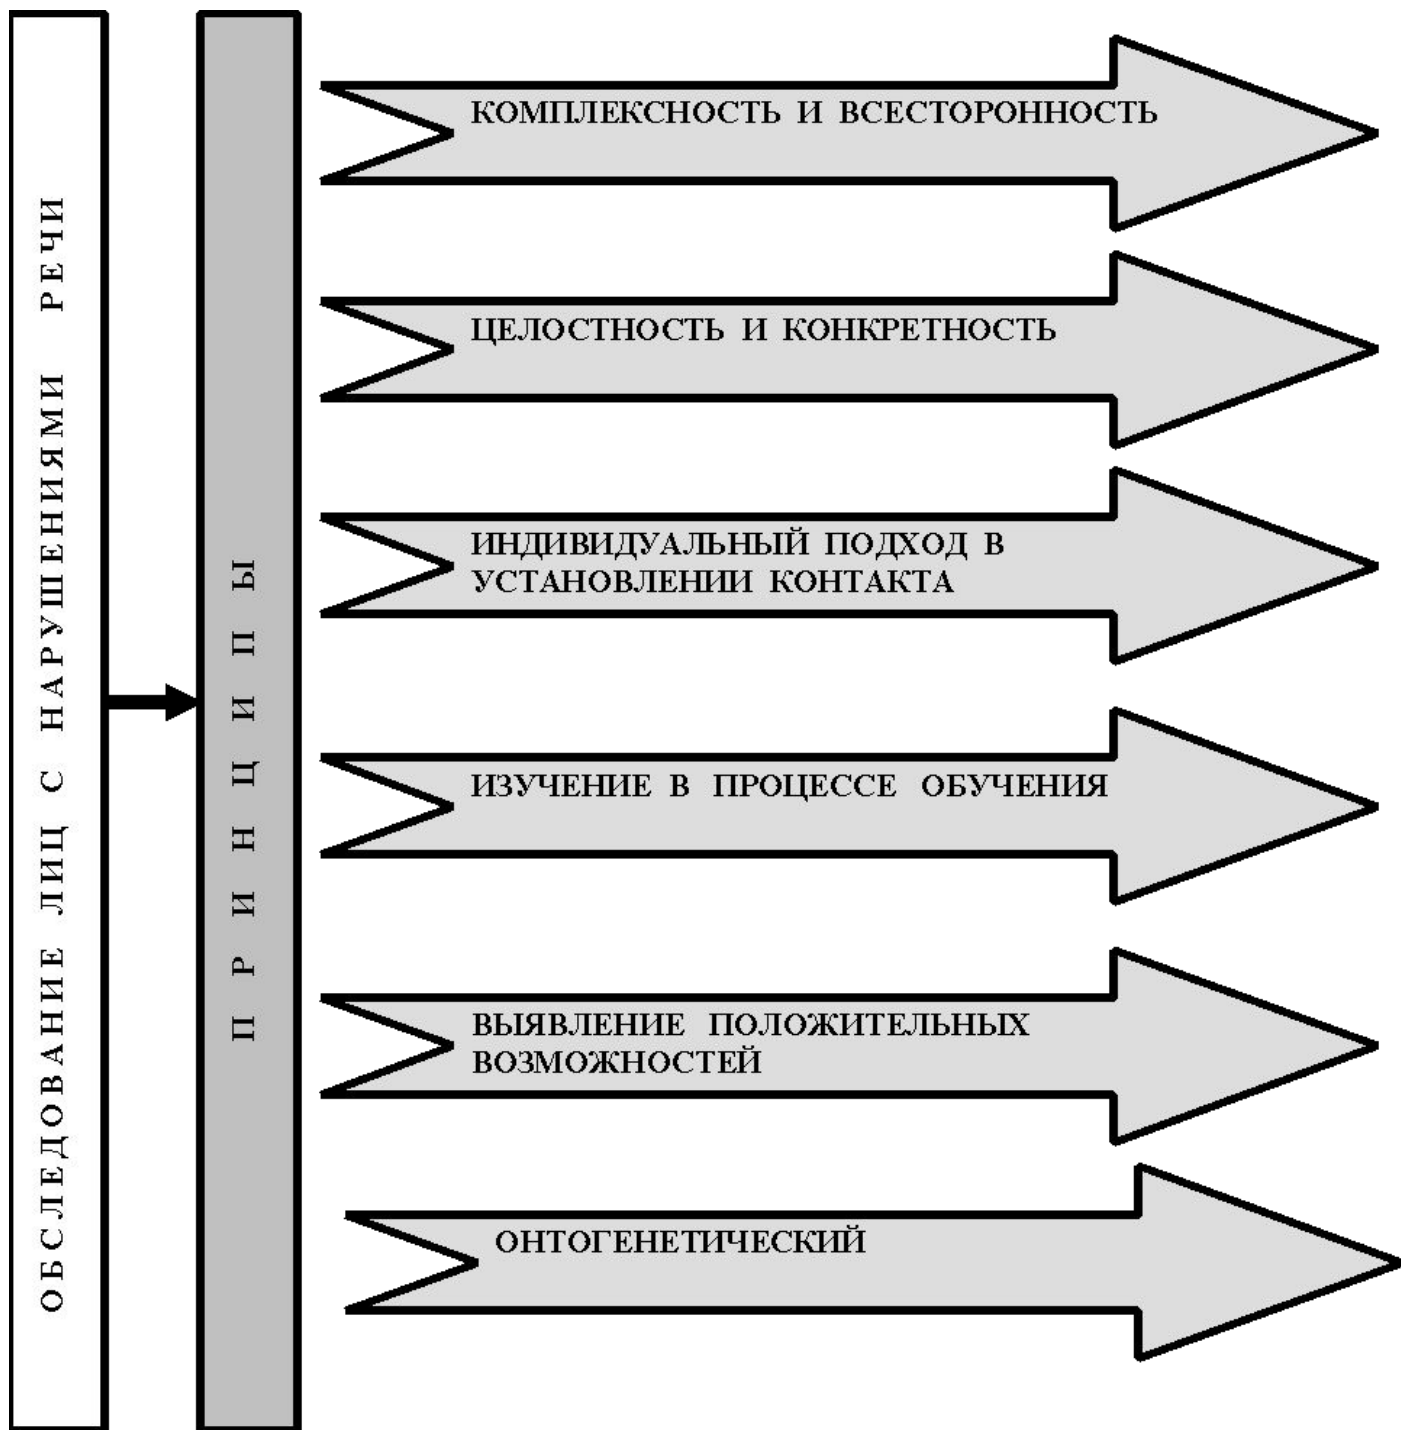 ОБСЛЕДОВАНИЕ ЛИЦ С НАРУШЕНИЯМИ РЕЧИ
ПРИНЦИПЫ
КОМПЛЕКСНОСТЬ И ВСЕСТОРОННОСТЬ
ЦЕЛОСТНОСТЬ И КОНКРЕТНОСТЬ
ИНДИВИДУАЛЬНЫЙ ПОДХОД В
УСТАНОВЛЕНИИ КОНТАКТА
ИЗУЧЕНИЕ В ПРОЦЕССЕ ОБУЧЕНИЯ
ВЫЯВЛЕНИЕ ПОЛОЖИТЕЛЬНЫХ
ВОЗМОЖНОСТЕЙ
ОНТОГЕНЕТИЧЕСКИЙ